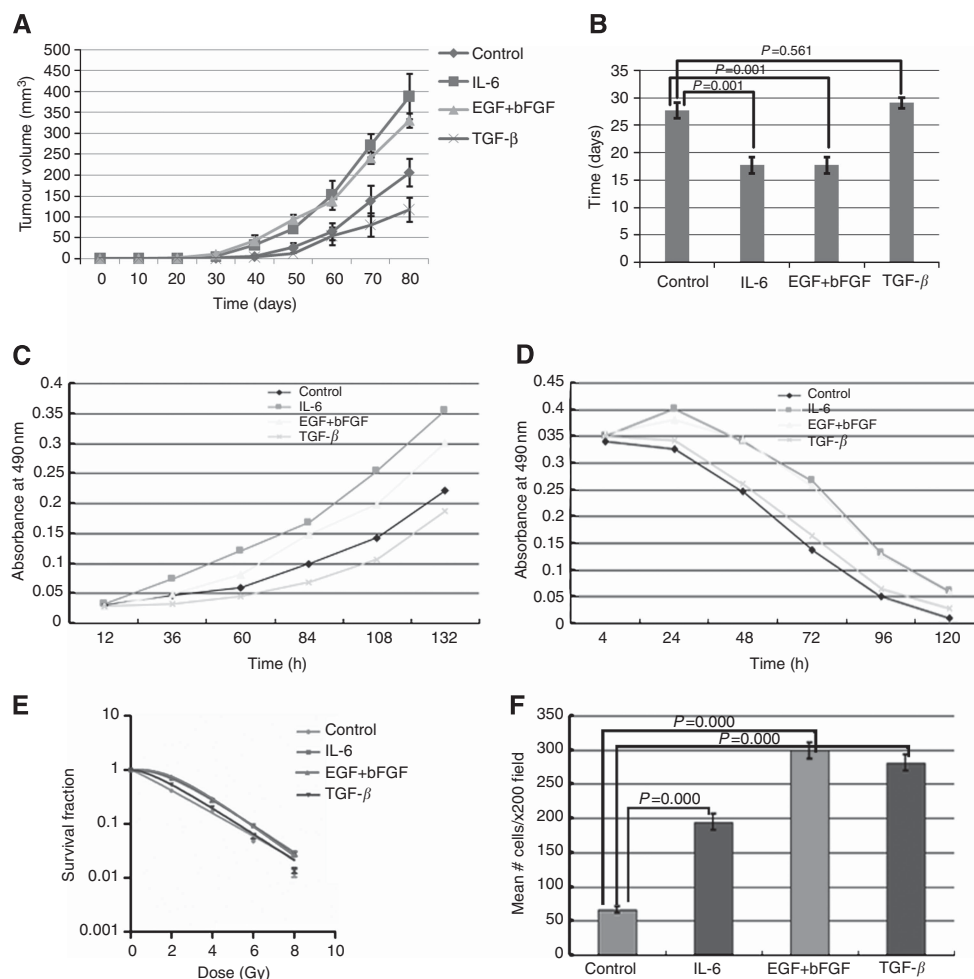 A
Tumour volume (mm³)
500
450
400
350
300
250
200
150
100
50
0
0 10 20 30 40 50 60 70 80
Time (days)
Control
IL-6
EGF+bFGF
TGF-β
B
Time (days)
35
30
25
20
15
10
5
0
P=0.561
P=0.001
P=0.001
Control IL-6 EGF+bFGF TGF-β
C
Absorbance at 490 nm
0.4
0.35
0.3
0.25
0.2
0.15
0.1
0.05
0
Control
IL-6
EGF+bFGF
TGF-β
12 36 60 84 108 132
Time (h)
D
Absorbance at 490 nm
0.45
0.4
0.35
0.3
0.25
0.2
0.15
0.1
0.05
0
Control
IL-6
EGF+bFGF
TGF-β
4 24 48 72 96 120
Time (h)
E
Survival fraction
10
1
0.1
0.01
0.001
0 2 4 6 8 10
Dose (Gy)
Control
IL-6
EGF+bFGF
TGF-β
F
Mean # cells/x200 field
350
300
250
200
150
100
50
0
P=0.000
P=0.000
P=0.000
Control IL-6 EGF+bFGF TGF-β